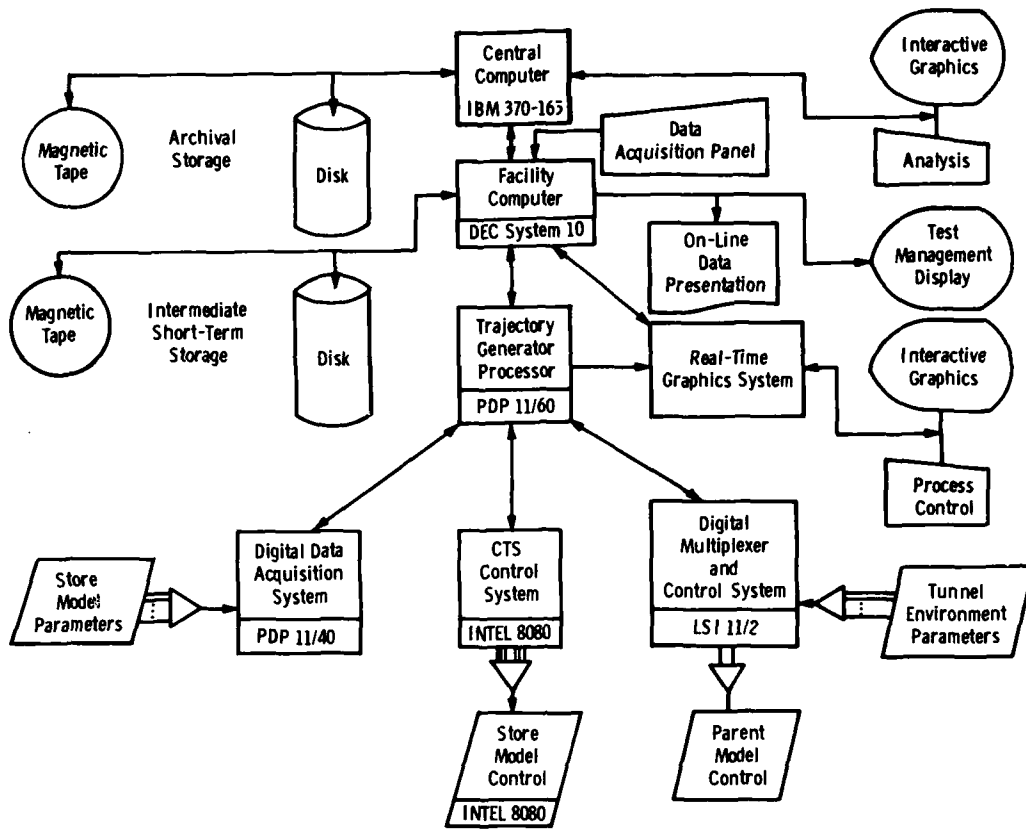 Central
Computer
IBM 370-165
Interactive
Graphics
Magnetic
Tape
Archival
Storage
Disk
Data
Acquisition Panel
Analysis
Facility
Computer
DEC System 10
On-Line
Data
Presentation
Test
Management
Display
Magnetic
Tape
Intermediate
Short-Term
Storage
Disk
Trajectory
Generator
Processor
PDP 11/60
Real-Time
Graphics System
Interactive
Graphics
Process
Control
Store
Model
Parameters
Digital Data
Acquisition
System
PDP 11/40
CTS
Control
System
INTEL 8080
Digital
Multiplexer
and
Control System
LSI 11/2
Tunnel
Environment
Parameters
Store
Model
Control
INTEL 8080
Parent
Model
Control